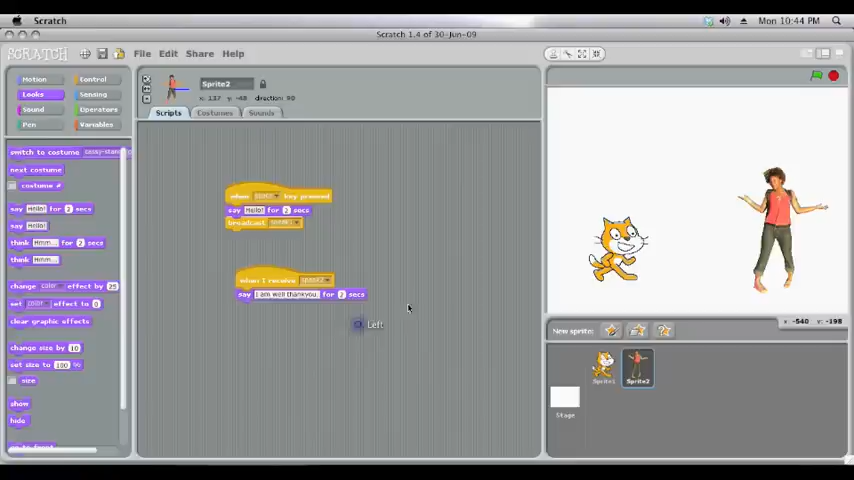 Scratch
Mon 10:44 PM
Scratch 1.4 of 30-Jun-09
SCRATCH
File Edit Share Help
Motion Control
Looks Sensing
Sound Operators
Pen Variables
Sprite2
x: 137 y: -48 direction: 90
Scripts Costumes Sounds
switch to costume
next costume
costume #
say Hello! for 2 secs
say Hello!
think Hmm... for 2 secs
think Hmm...
change color effect by 25
set color effect to 0
clear graphic effects
change size by 10
set size to 100 %
size
show
hide
when space key pressed
say Hello! for 2 secs
broadcast
when I receive
say I am well thankyou. for 2 secs
Left
x: -540 y: -198
New sprite:
Sprite1 Sprite2
Stage